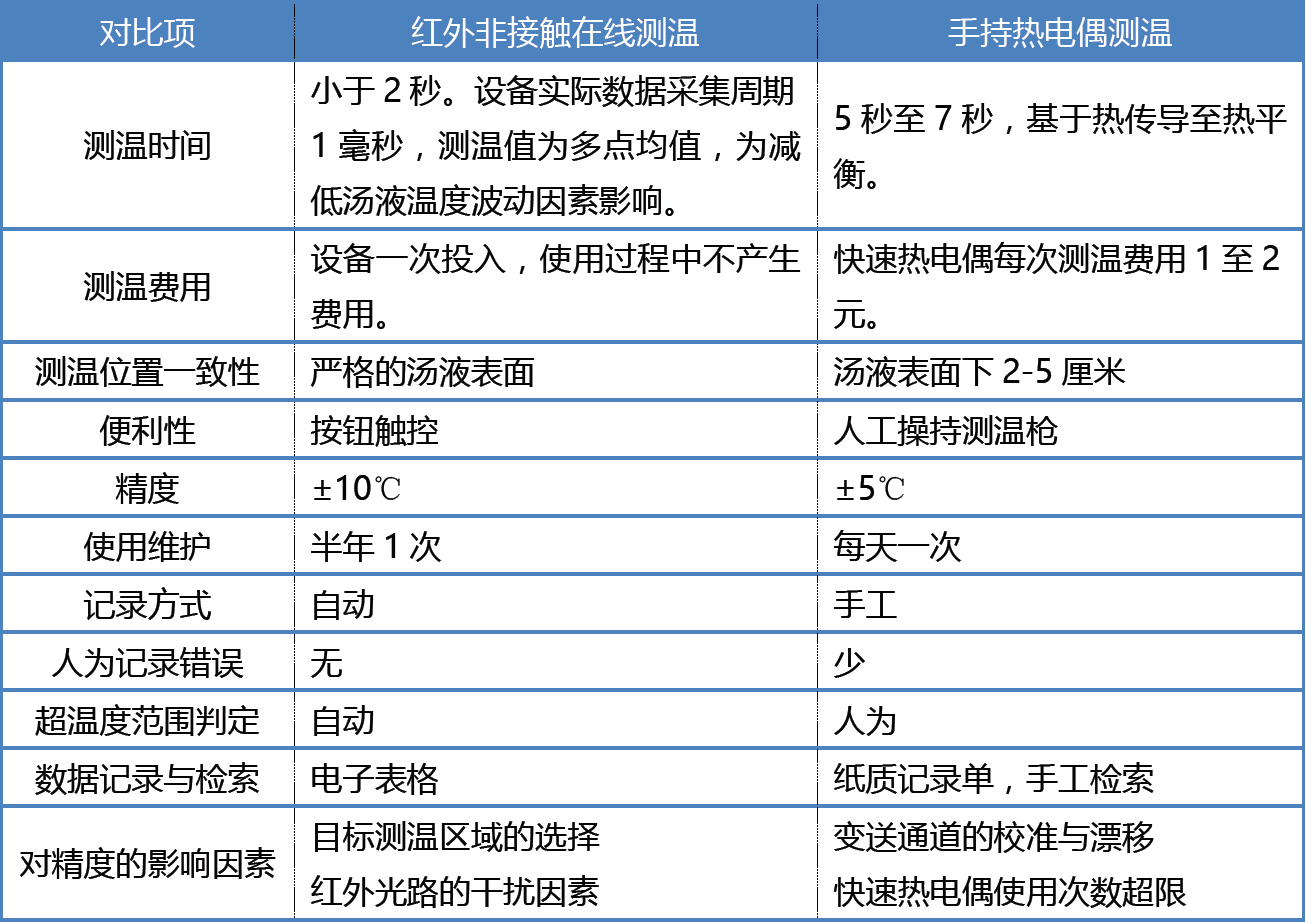 对比项
红外非接触在线测温
手持热电偶测温
测温时间
小于 2 秒。设备实际数据采集周期
1 毫秒，测温值为多点均值，为减
低汤液温度波动因素影响。
5 秒至 7 秒，基于热传导至热平
衡。
测温费用
设备一次投入，使用过程中不产生
费用。
快速热电偶每次测温费用 1 至 2
元。
测温位置一致性
严格的汤液表面
汤液表面下 2-5 厘米
便利性
按钮触控
人工操持测温枪
精度
±10℃
±5℃
使用维护
半年 1 次
每天一次
记录方式
自动
手工
人为记录错误
无
少
超温度范围判定
自动
人为
数据记录与检索
电子表格
纸质记录单，手工检索
对精度的影响因素
目标测温区域的选择
红外光路的干扰因素
变送通道的校准与漂移
快速热电偶使用次数超限